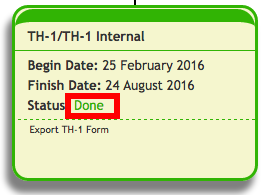 TH-1/TH-1 Internal
Begin Date: 25 February 2016
Finish Date: 24 August 2016
Status: Done
Export TH-1 Form